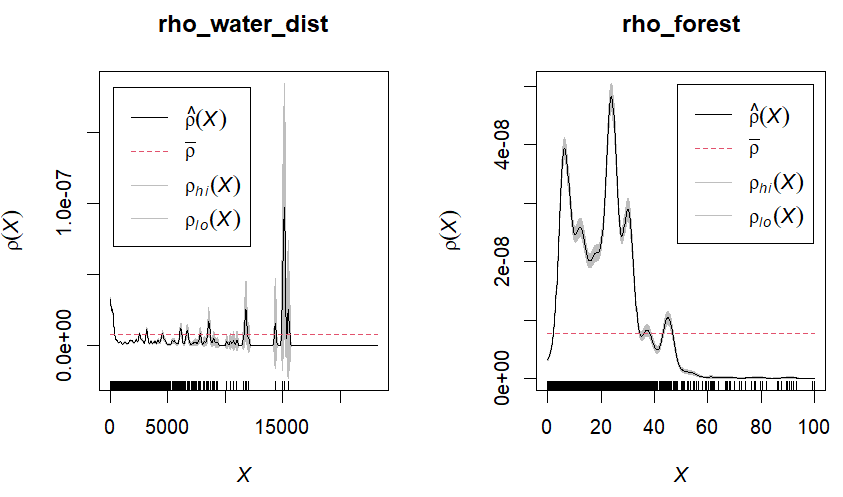 rho_water_dist
ρ̂(X)
ρ̄
ρhi(X)
ρlo(X)
ρ(X)
0.0e+00
1.0e-07
0
5000
15000
X
rho_forest
ρ̂(X)
ρ̄
ρhi(X)
ρlo(X)
ρ(X)
0e+00
2e-08
4e-08
0
20
40
60
80
100
X